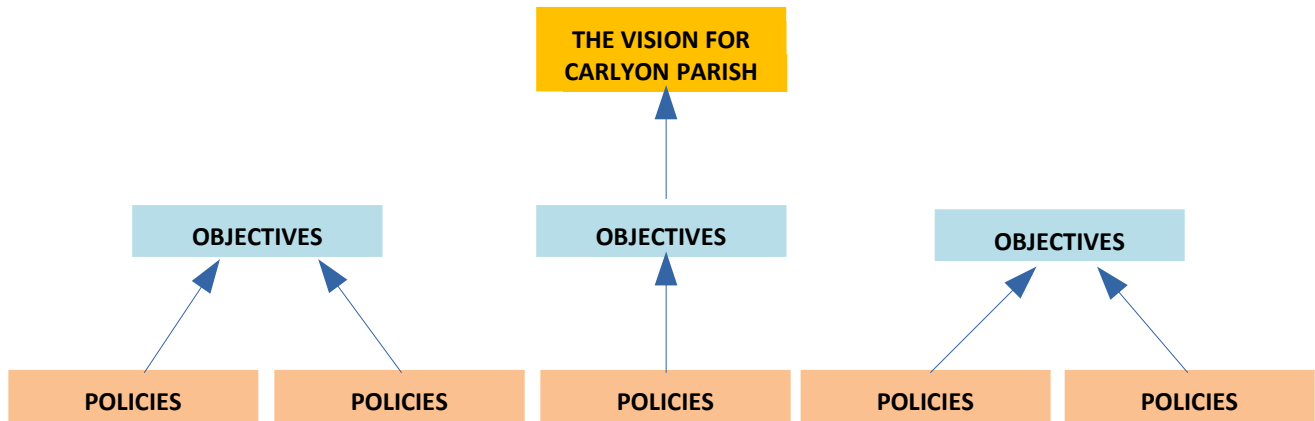 THE VISION FOR
CARLYON PARISH
OBJECTIVES
OBJECTIVES
OBJECTIVES
POLICIES
POLICIES
POLICIES
POLICIES
POLICIES